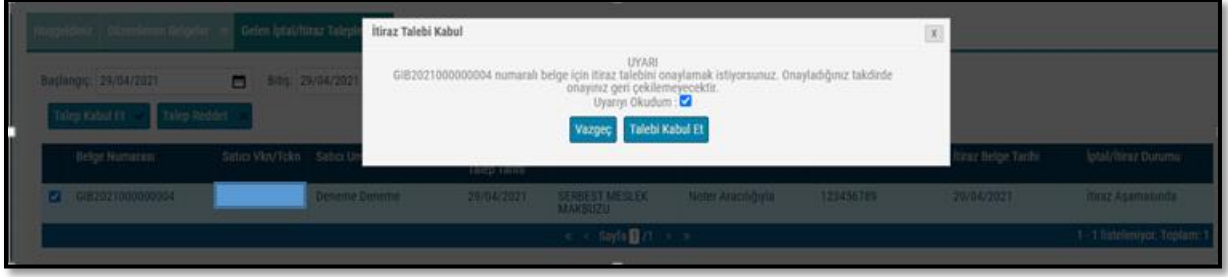 Hoşgeldiniz Düzenlenen Belgeler Gelen İptal/İtiraz Talepleri
İtiraz Talebi Kabul X
UYARI
GIB2021000000004 numaralı belge için itiraz talebini onaylamak istiyorsunuz. Onayladığınız takdirde
onayınız geri çekilemeyecektir.
Uyarıyı Okudum :
Vazgeç Talebi Kabul Et
Başlangıç: 29/04/2021 Bitiş: 29/04/2021
Talep Kabul Et Talep Reddet
Belge Numarası Satıcı Vkn/Tckn Satıcı Talep Tarihi İtiraz Belge Tarihi İptal/İtiraz Durumu
GIB2021000000004 Deneme Deneme 29/04/2021 SERBEST MESLEK Noter Aracılığıyla 123456789 29/04/2021 İtiraz Aşamasında
MAKBUZU
« < Sayfa 1 /1 > » 1 - 1 listeleniyor. Toplam: 1